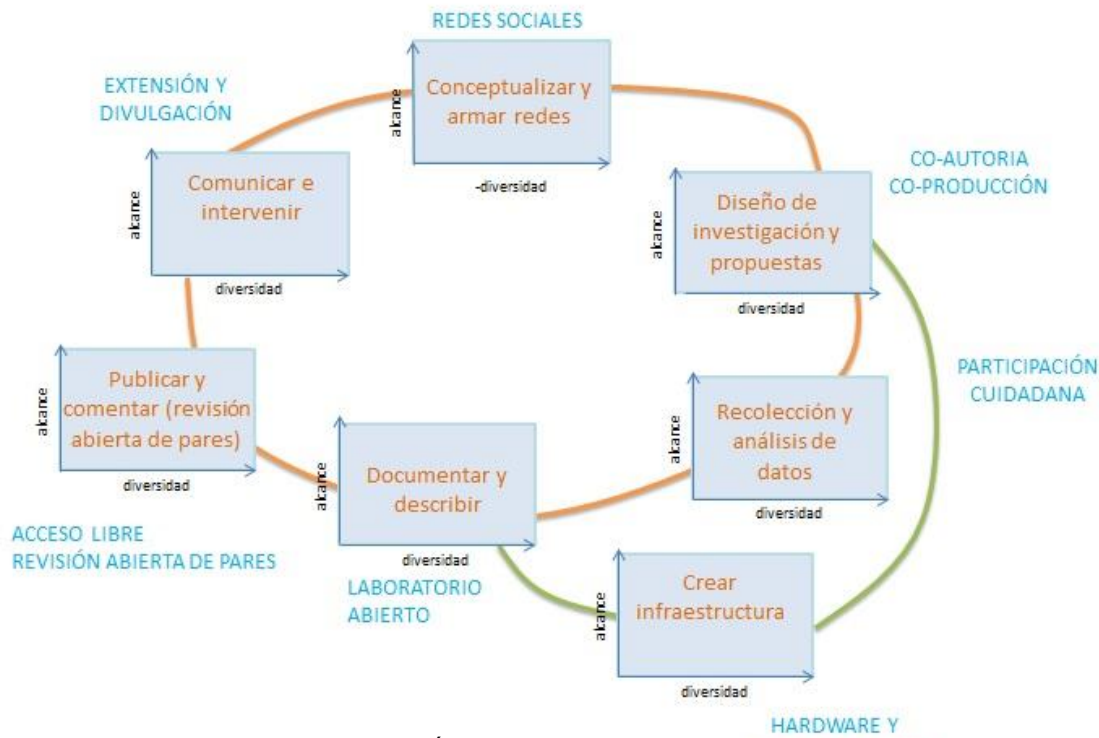 REDES SOCIALES
Conceptualizar y
armar redes
alcance
-diversidad
EXTENSIÓN Y
DIVULGACIÓN
Comunicar e
intervenir
alcance
diversidad
CO-AUTORIA
CO-PRODUCCIÓN
Diseño de
investigación y
propuestas
alcance
diversidad
PARTICIPACIÓN
CUIDADANA
Publicar y
comentar (revisión
abierta de pares)
alcance
diversidad
Recolección y
análisis de
datos
alcance
diversidad
Documentar y
describir
alcance
diversidad
ACCESO LIBRE
REVISIÓN ABIERTA DE PARES
LABORATORIO
ABIERTO
Crear
infraestructura
alcance
diversidad
HARDWARE Y